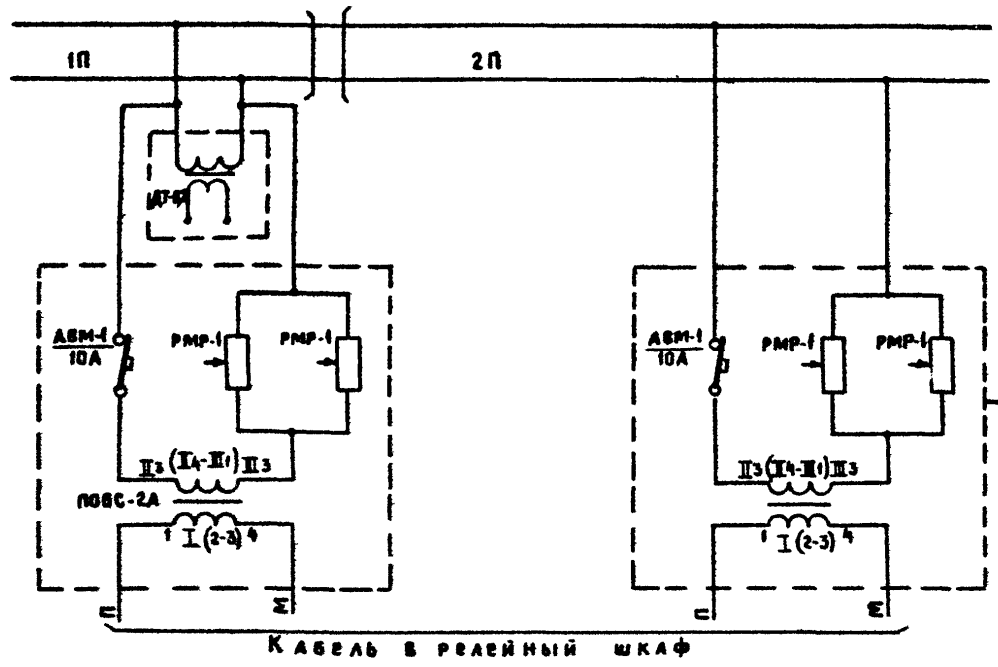 1П
2П
АВМ-1
10А
РМР-1
РМР-1
АВМ-1
10А
РМР-1
РМР-1
II3 (II4-III1) III3
ПОБС-2А
1 I (2-3) 4
II3 (II4-III1) III3
1 I (2-3) 4
П
М
П
М
Кабель в релейный шкаф